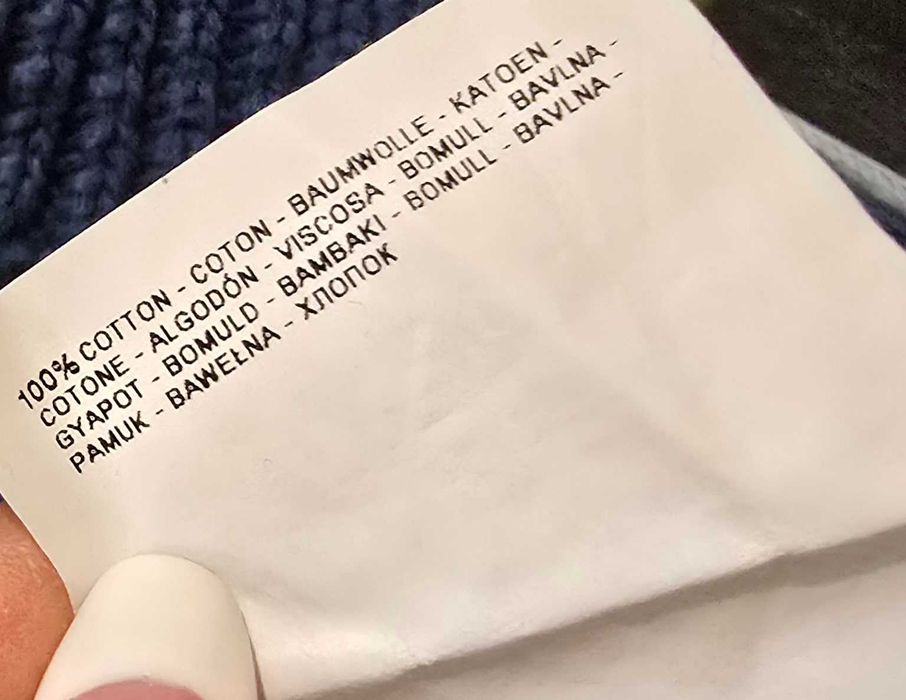 100% COTTON - COTON - BAUMWOLLE - KATOEN -
COTONE - ALGODÓN - VISCOSA - BOMULL - BAVLNA -
GYAPOT - BOMULD - BAMBAKI - BOMULL - BAVLNA -
PAMUK - BAWEŁNA - ХЛОПОК